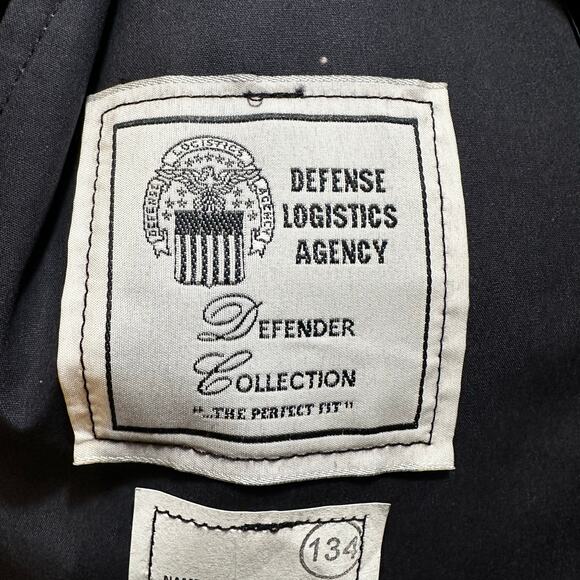 DEFENSE LOGISTICS AGENCY
DEFENSE
LOGISTICS
AGENCY
DEFENDER
COLLECTION
"...THE PERFECT FIT"
134